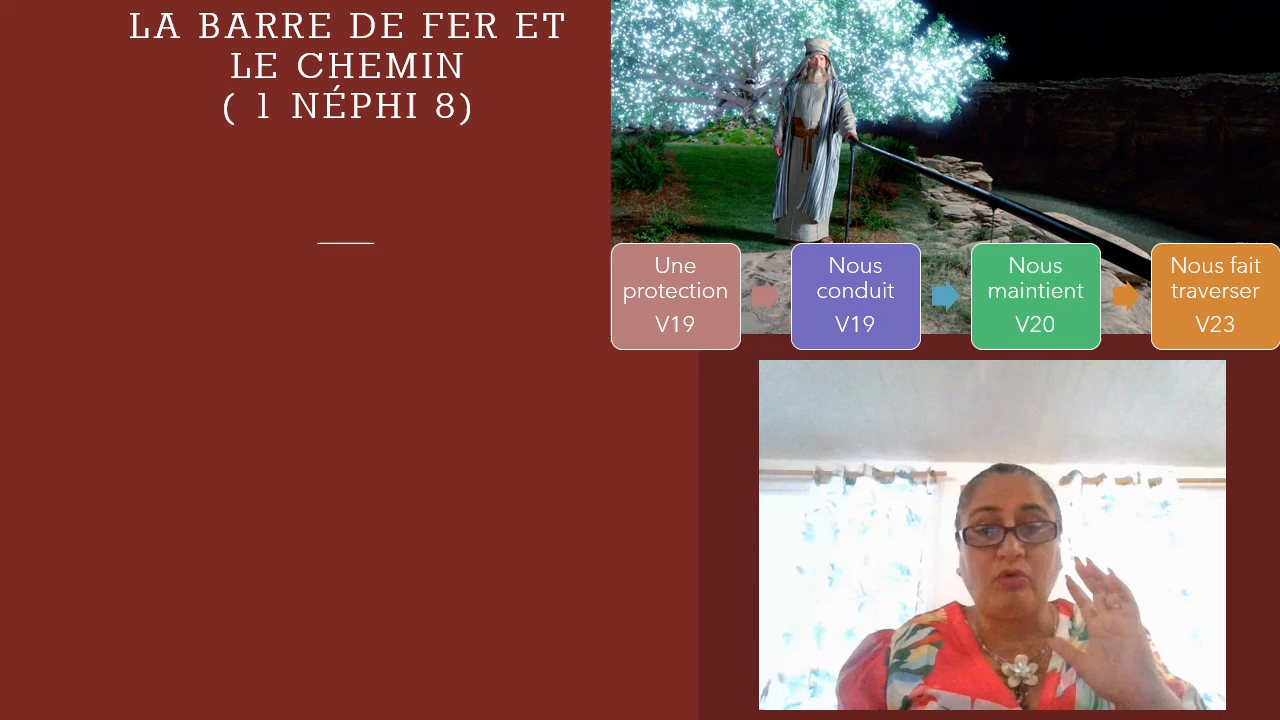 LA BARRE DE FER ET
LE CHEMIN
( 1 NÉPHI 8)
Une
protection
V19
Nous
conduit
V19
Nous
maintient
V20
Nous fait
traverser
V23